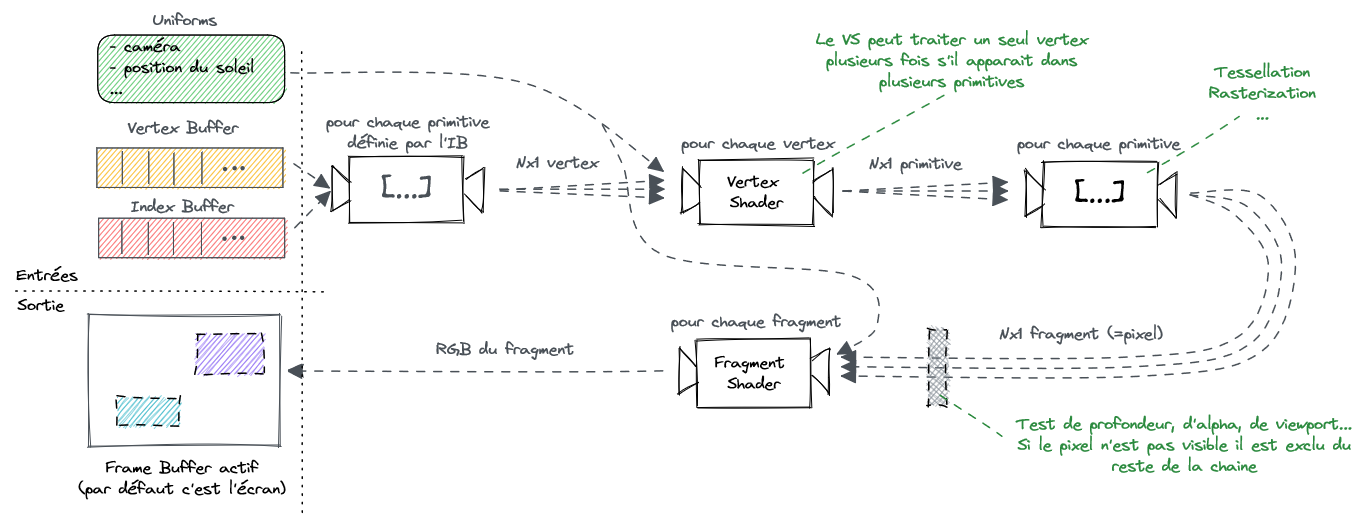 Uniforms
- caméra
- position du soleil
...
Vertex Buffer
...
Index Buffer
...
Entrées
Sortie
pour chaque primitive
définie par l'IB
[...]
Nx1 vertex
pour chaque vertex
Vertex
Shader
Le VS peut traiter un seul vertex
plusieurs fois s'il apparait dans
plusieurs primitives
Nx1 primitive
pour chaque primitive
[...]
Tessellation
Rasterization
...
Nx1 fragment (=pixel)
Test de profondeur, d'alpha, de viewport...
Si le pixel n'est pas visible il est exclu du
reste de la chaine
pour chaque fragment
Fragment
Shader
RGB du fragment
Frame Buffer actif
(par défaut c'est l'écran)